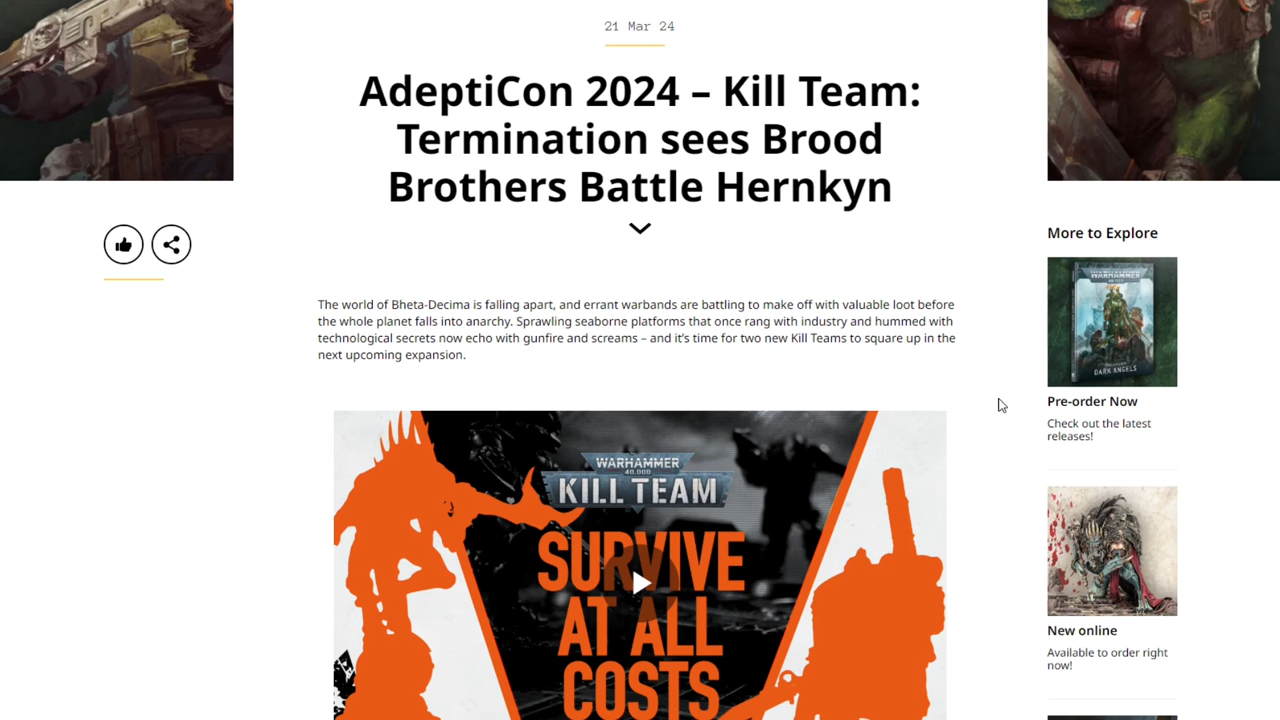 21 Mar 24
AdeptiCon 2024 – Kill Team:
Termination sees Brood
Brothers Battle Hernkyn
More to Explore
The world of Bheta-Decima is falling apart, and errant warbands are battling to make off with valuable loot before
the whole planet falls into anarchy. Sprawling seaborne platforms that once rang with industry and hummed with
technological secrets now echo with gunfire and screams – and it's time for two new Kill Teams to square up in the
next upcoming expansion.
WARHAMMER
40,000
KILL TEAM
SURVIVE
AT ALL
COSTS
WARHAMMER
DARK ANGELS
Pre-order Now
Check out the latest
releases!
New online
Available to order right
now!